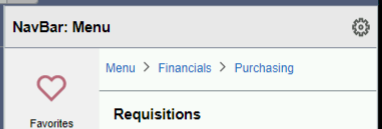 NavBar: Menu
Menu > Financials > Purchasing
Favorites
Requisitions